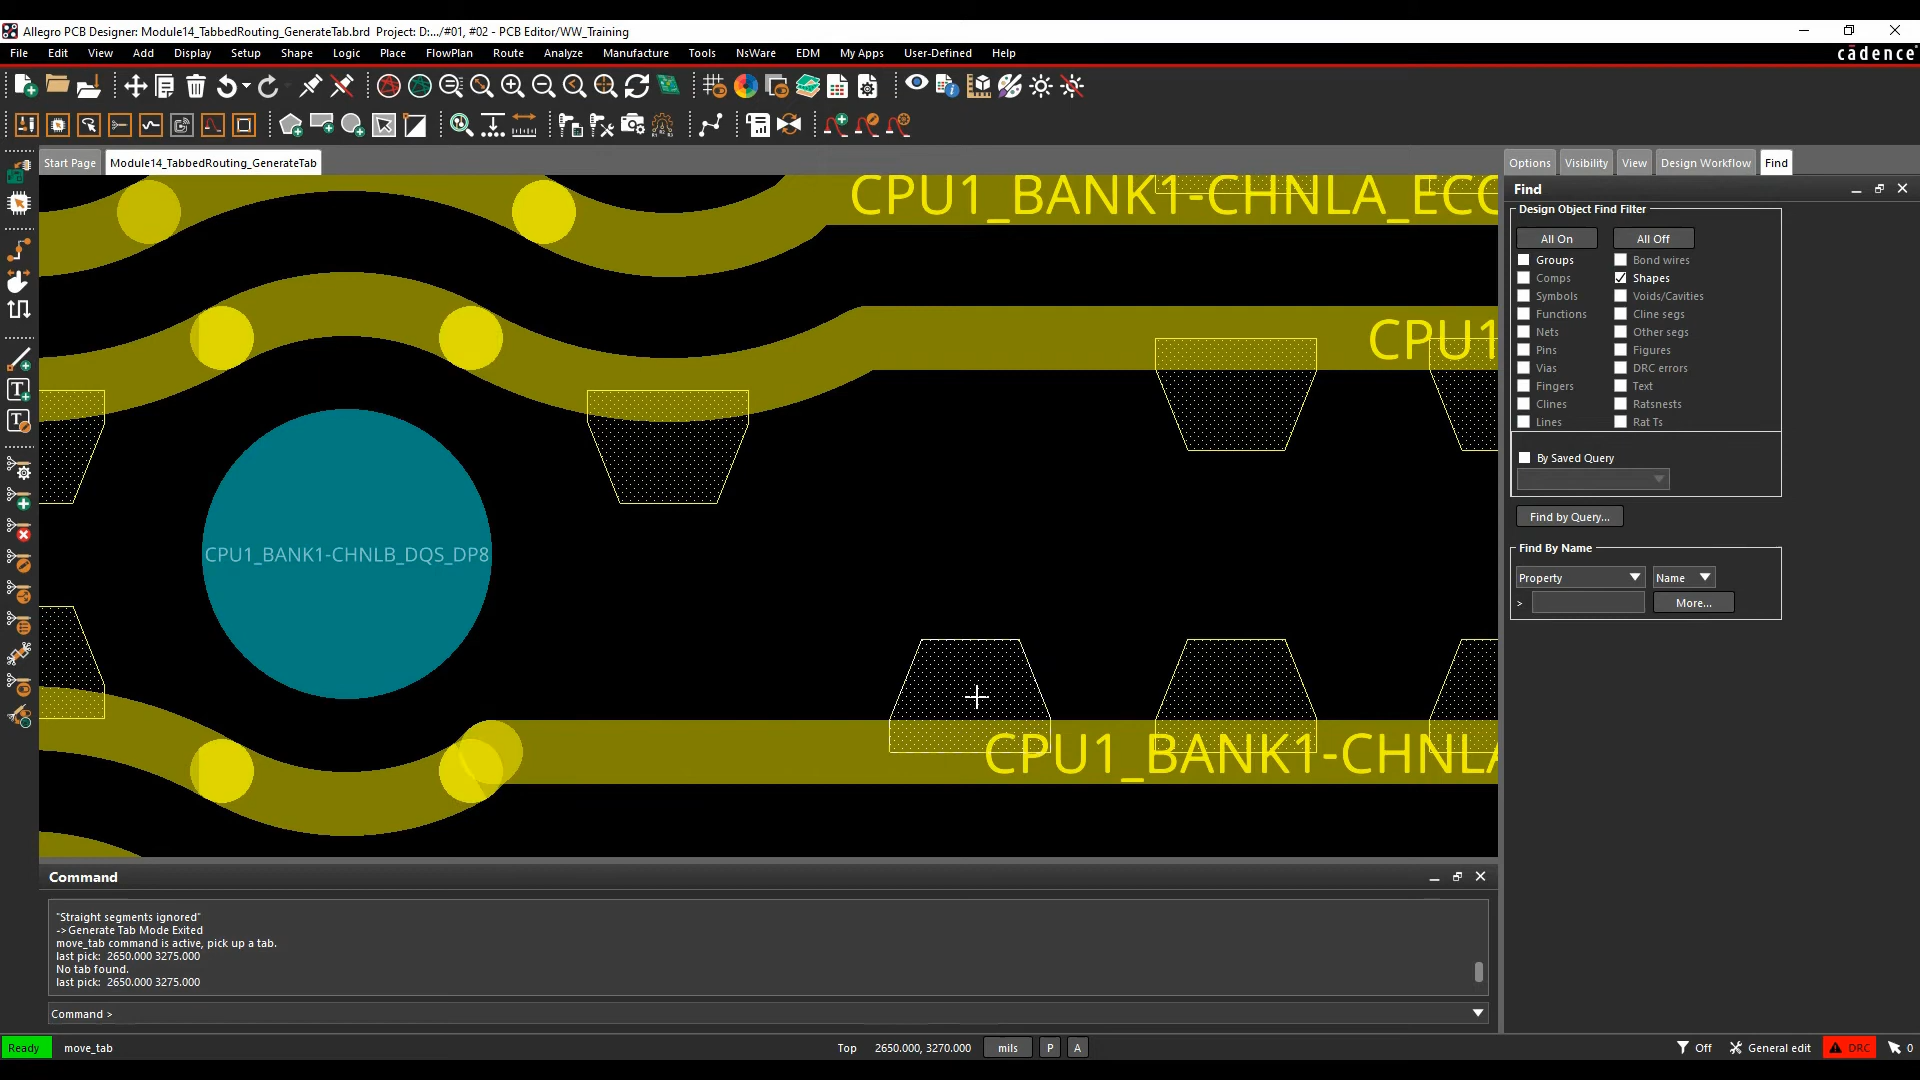 Allegro PCB Designer: Module14_TabbedRouting_GenerateTab.brd Project: D:.../#01, #02 - PCB Editor/WW_Training
File Edit View Add Display Setup Shape Logic Place FlowPlan Route Analyze Manufacture Tools NsWare EDM My Apps User-Defined Help
cādence
Start Page Module14_TabbedRouting_GenerateTab
Options Visibility View Design Workflow Find
Find
Design Object Find Filter
All On All Off
Groups Bond wires
Comps Shapes
Symbols Voids/Cavities
Functions Cline segs
Nets Other segs
Pins Figures
Vias DRC errors
Fingers Text
Clines Ratsnests
Lines Rat Ts
By Saved Query
Find by Query...
Find By Name
Property Name
> More...
CPU1_BANK1-CHNLA_ECC
CPU1
CPU1_BANK1-CHNLB_DQS_DP8
CPU1_BANK1-CHNLA
Command
"Straight segments ignored"
->Generate Tab Mode Exited
move_tab command is active, pick up a tab.
last pick: 2650.000 3275.000
No tab found.
last pick: 2650.000 3275.000
Command >
Ready move_tab Top 2650.000, 3270.000 mils P A Off General edit DRC 0